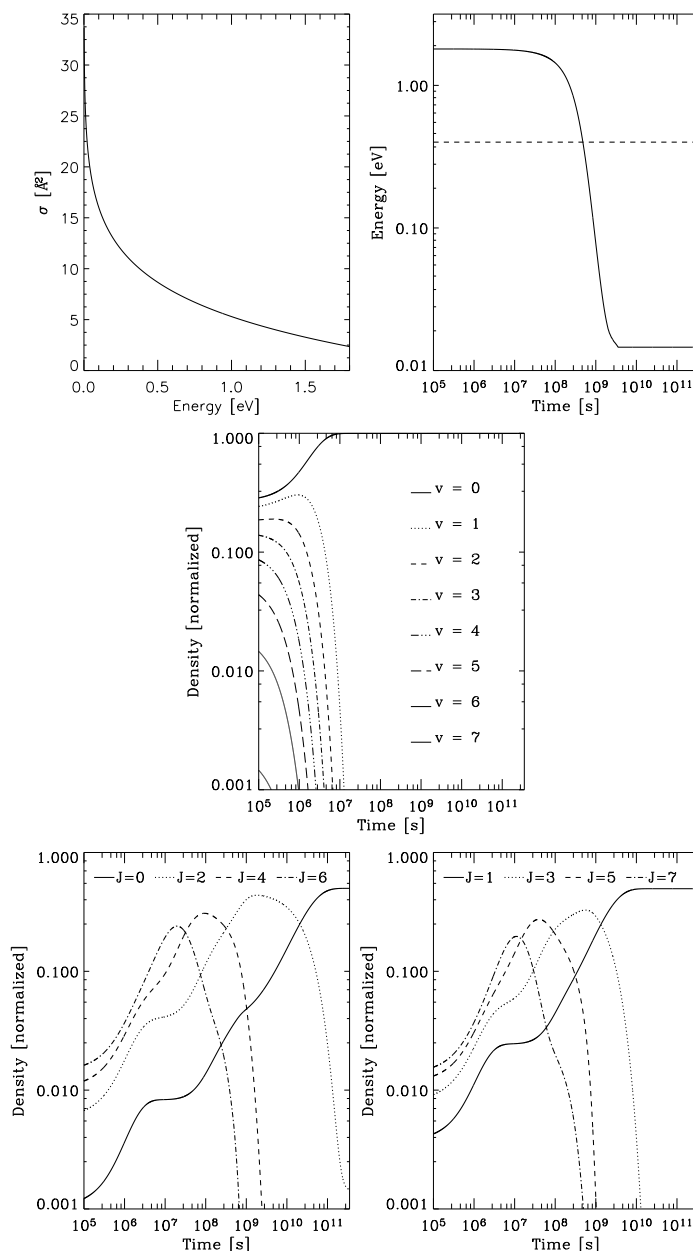 35
30
25
20
15
10
5
0
σ [Å²]
0.0 0.5 1.0 1.5
Energy [eV]
1.00
0.10
0.01
Energy [eV]
10⁵ 10⁶ 10⁷ 10⁸ 10⁹ 10¹⁰ 10¹¹
Time [s]
1.000
0.100
0.010
0.001
Density [normalized]
v = 0
v = 1
v = 2
v = 3
v = 4
v = 5
v = 6
v = 7
10⁵ 10⁶ 10⁷ 10⁸ 10⁹ 10¹⁰ 10¹¹
Time [s]
1.000
0.100
0.010
0.001
Density [normalized]
J=0 J=2 J=4 J=6
10⁵ 10⁶ 10⁷ 10⁸ 10⁹ 10¹⁰ 10¹¹
Time [s]
1.000
0.100
0.010
0.001
Density [normalized]
J=1 J=3 J=5 J=7
10⁵ 10⁶ 10⁷ 10⁸ 10⁹ 10¹⁰ 10¹¹
Time [s]